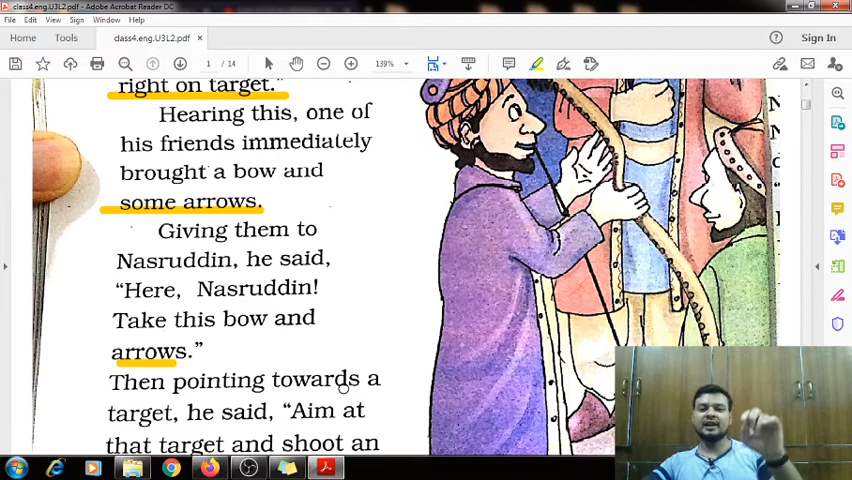 class4.eng.U3L2.pdf - Adobe Acrobat Reader DC
File Edit View Sign Window Help
Home Tools class4.eng.U3L2.pdf × Sign In
1 / 14 139%
right on target."
Hearing this, one of
his friends immediately
brought a bow and
some arrows.
Giving them to
Nasruddin, he said,
"Here, Nasruddin!
Take this bow and
arrows."
Then pointing towards a
target, he said, "Aim at
that target and shoot an